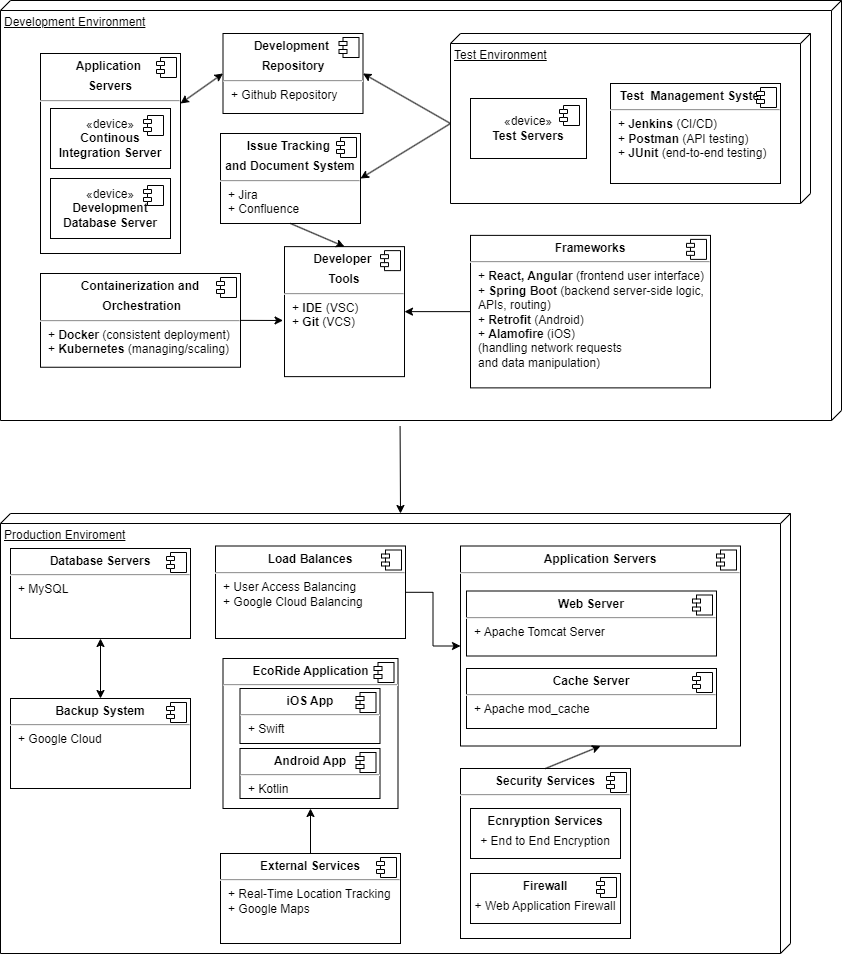 Development Environment
Application
Servers
«device»
Continous
Integration Server
«device»
Development
Database Server
Development
Repository
+ Github Repository
Issue Tracking
and Document System
+ Jira
+ Confluence
Test Environment
«device»
Test Servers
Test Management System
+ Jenkins (CI/CD)
+ Postman (API testing)
+ JUnit (end-to-end testing)
Containerization and
Orchestration
+ Docker (consistent deployment)
+ Kubernetes (managing/scaling)
Developer
Tools
+ IDE (VSC)
+ Git (VCS)
Frameworks
+ React, Angular (frontend user interface)
+ Spring Boot (backend server-side logic,
APIs, routing)
+ Retrofit (Android)
+ Alamofire (iOS)
(handling network requests
and data manipulation)
Production Enviroment
Database Servers
+ MySQL
Backup System
+ Google Cloud
Load Balances
+ User Access Balancing
+ Google Cloud Balancing
EcoRide Application
iOS App
+ Swift
Android App
+ Kotlin
External Services
+ Real-Time Location Tracking
+ Google Maps
Application Servers
Web Server
+ Apache Tomcat Server
Cache Server
+ Apache mod_cache
Security Services
Ecnryption Services
+ End to End Encryption
Firewall
+ Web Application Firewall